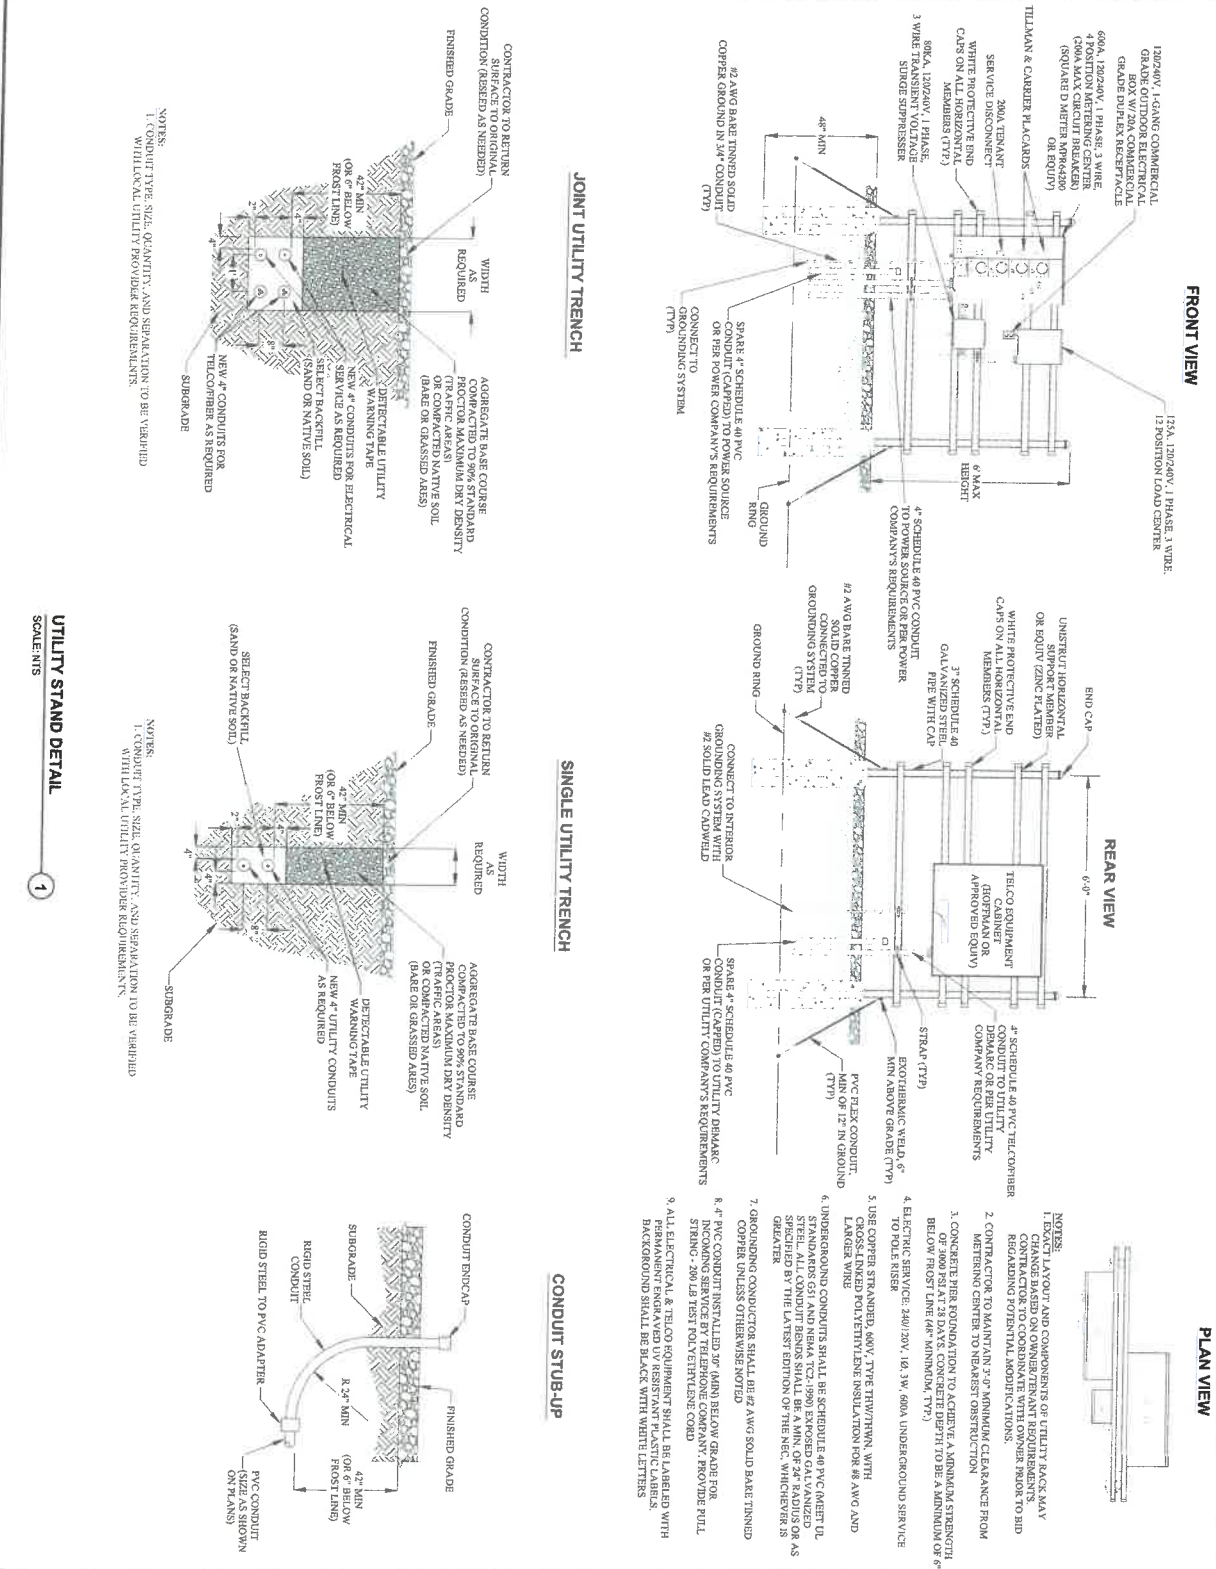 FRONT VIEW
120/240V, 1-GANG COMMERCIAL
GRADE OUTDOOR ELECTRICAL
BOX W/20A COMMERCIAL
GRADE DUPLEX RECEPTACLE
600A, 120/240V, 1 PHASE, 3 WIRE,
4 POSITION METERING CENTER
(200A MAX CIRCUIT BREAKER)
(SQUARE D METER MPR64200
OR EQUIV)
TILLMAN & CARRIER PLACARDS
200A TENANT
SERVICE DISCONNECT
WHITE PROTECTIVE END
CAPS ON ALL HORIZONTAL
MEMBERS (TYP.)
80KA, 120/240V, 1 PHASE,
3 WIRE TRANSIENT VOLTAGE
SURGE SUPPRESSER
48" MIN
#2 AWG BARE TINNED SOLID
COPPER GROUND IN 3/4" CONDUIT
(TYP)
125A, 120/240V, 1 PHASE, 3 WIRE,
12 POSITION LOAD CENTER
6' MAX
HEIGHT
4" SCHEDULE 40 PVC CONDUIT
TO POWER SOURCE OR PER POWER
COMPANY'S REQUIREMENTS
GROUND
RING
SPARE 4" SCHEDULE 40 PVC
CONDUIT (CAPPED) TO POWER SOURCE
OR PER POWER COMPANY'S REQUIREMENTS
CONNECT TO
GROUNDING SYSTEM
(TYP)
REAR VIEW
6'-0"
END CAP
UNISTRUT HORIZONTAL
SUPPORT MEMBER
OR EQUIV (ZINC PLATED)
WHITE PROTECTIVE END
CAPS ON ALL HORIZONTAL
MEMBERS (TYP.)
3" SCHEDULE 40
GALVANIZED STEEL
PIPE WITH CAP
#2 AWG BARE TINNED
SOLID COPPER
CONNECTED TO
GROUNDING SYSTEM
(TYP)
GROUND RING
TELCO EQUIPMENT
CABINET
(HOFFMAN OR
APPROVED EQUIV)
CONNECT TO INTERIOR
GROUNDING SYSTEM WITH
#2 SOLID LEAD CADWELD
4" SCHEDULE 40 PVC TELCO/FIBER
CONDUIT TO UTILITY
DEMARC OR PER UTILITY
COMPANY REQUIREMENTS
STRAP (TYP)
EXOTHERMIC WELD, 6"
MIN ABOVE GRADE (TYP)
PVC FLEX CONDUIT,
MIN OF 12" IN GROUND
(TYP)
SPARE 4" SCHEDULE 40 PVC
CONDUIT (CAPPED) TO UTILITY DEMARC
OR PER UTILITY COMPANY'S REQUIREMENTS
PLAN VIEW
NOTES:
1. EXACT LAYOUT AND COMPONENTS OF UTILITY RACK MAY
CHANGE BASED ON OWNER/TENANT REQUIREMENTS.
CONTRACTOR TO COORDINATE WITH OWNER PRIOR TO BID
REGARDING POTENTIAL MODIFICATIONS.
2. CONTRACTOR TO MAINTAIN 3'-0" MINIMUM CLEARANCE FROM
METERING CENTER TO NEAREST OBSTRUCTION
3. CONCRETE PIER FOUNDATION TO ACHIEVE A MINIMUM STRENGTH
OF 3000 PSI AT 28 DAYS. CONCRETE DEPTH TO BE A MINIMUM OF 6"
BELOW FROST LINE (48" MINIMUM, TYP.)
4. ELECTRIC SERVICE: 240/120V, 1Ø, 3W, 600A UNDERGROUND SERVICE
TO POLE RISER
5. USE COPPER STRANDED, 600V, TYPE THW/THWN, WITH
CROSS-LINKED POLYETHYLENE INSULATION FOR #8 AWG AND
LARGER WIRE
6. UNDERGROUND CONDUITS SHALL BE SCHEDULE 40 PVC (MEET UL
STANDARDS G51 AND NEMA TC2-1990) EXPOSED GALVANIZED
STEEL. ALL CONDUIT BENDS SHALL BE A MIN. OF 24" RADIUS OR AS
SPECIFIED BY THE LATEST EDITION OF THE NEC, WHICHEVER IS
GREATER
7. GROUNDING CONDUCTOR SHALL BE #2 AWG SOLID BARE TINNED
COPPER UNLESS OTHERWISE NOTED
8. 4" PVC CONDUIT INSTALLED 30" (MIN) BELOW GRADE FOR
INCOMING SERVICE BY TELEPHONE COMPANY. PROVIDE PULL
STRING - 200 LB TEST POLYETHYLENE CORD
9. ALL ELECTRICAL & TELCO EQUIPMENT SHALL BE LABELED WITH
PERMANENT ENGRAVED UV RESISTANT PLASTIC LABELS,
BACKGROUND SHALL BE BLACK WITH WHITE LETTERS
JOINT UTILITY TRENCH
CONTRACTOR TO RETURN
SURFACE TO ORIGINAL
CONDITION (RESEED AS NEEDED)
FINISHED GRADE
WIDTH
AS
REQUIRED
42" MIN
(OR 6" BELOW
FROST LINE)
4"
2"
4"
1'
8"
AGGREGATE BASE COURSE
COMPACTED TO 90% STANDARD
PROCTOR MAXIMUM DRY DENSITY
(TRAFFIC AREAS)
OR COMPACTED NATIVE SOIL
(BARE OR GRASSED ARES)
DETECTABLE UTILITY
WARNING TAPE
NEW 4" CONDUITS FOR ELECTRICAL
SERVICE AS REQUIRED
SELECT BACKFILL
(SAND OR NATIVE SOIL)
NEW 4" CONDUITS FOR
TELCO/FIBER AS REQUIRED
SUBGRADE
NOTES:
1. CONDUIT TYPE, SIZE, QUANTITY, AND SEPARATION TO BE VERIFIED
WITH LOCAL UTILITY PROVIDER REQUIREMENTS.
SINGLE UTILITY TRENCH
CONTRACTOR TO RETURN
SURFACE TO ORIGINAL
CONDITION (RESEED AS NEEDED)
FINISHED GRADE
WIDTH
AS
REQUIRED
42" MIN
(OR 6" BELOW
FROST LINE)
4"
2"
4"
4"
8"
SELECT BACKFILL
(SAND OR NATIVE SOIL)
AGGREGATE BASE COURSE
COMPACTED TO 90% STANDARD
PROCTOR MAXIMUM DRY DENSITY
(TRAFFIC AREAS)
OR COMPACTED NATIVE SOIL
(BARE OR GRASSED ARES)
DETECTABLE UTILITY
WARNING TAPE
NEW 4" UTILITY CONDUITS
AS REQUIRED
SUBGRADE
NOTES:
1. CONDUIT TYPE, SIZE, QUANTITY, AND SEPARATION TO BE VERIFIED
WITH LOCAL UTILITY PROVIDER REQUIREMENTS.
CONDUIT STUB-UP
CONDUIT ENDCAP
SUBGRADE
RIGID STEEL
CONDUIT
RIGID STEEL TO PVC ADAPTER
FINISHED GRADE
R 24" MIN
42" MIN
(OR 6" BELOW
FROST LINE)
PVC CONDUIT
(SIZE AS SHOWN
ON PLANS)
UTILITY STAND DETAIL
SCALE: NTS
1